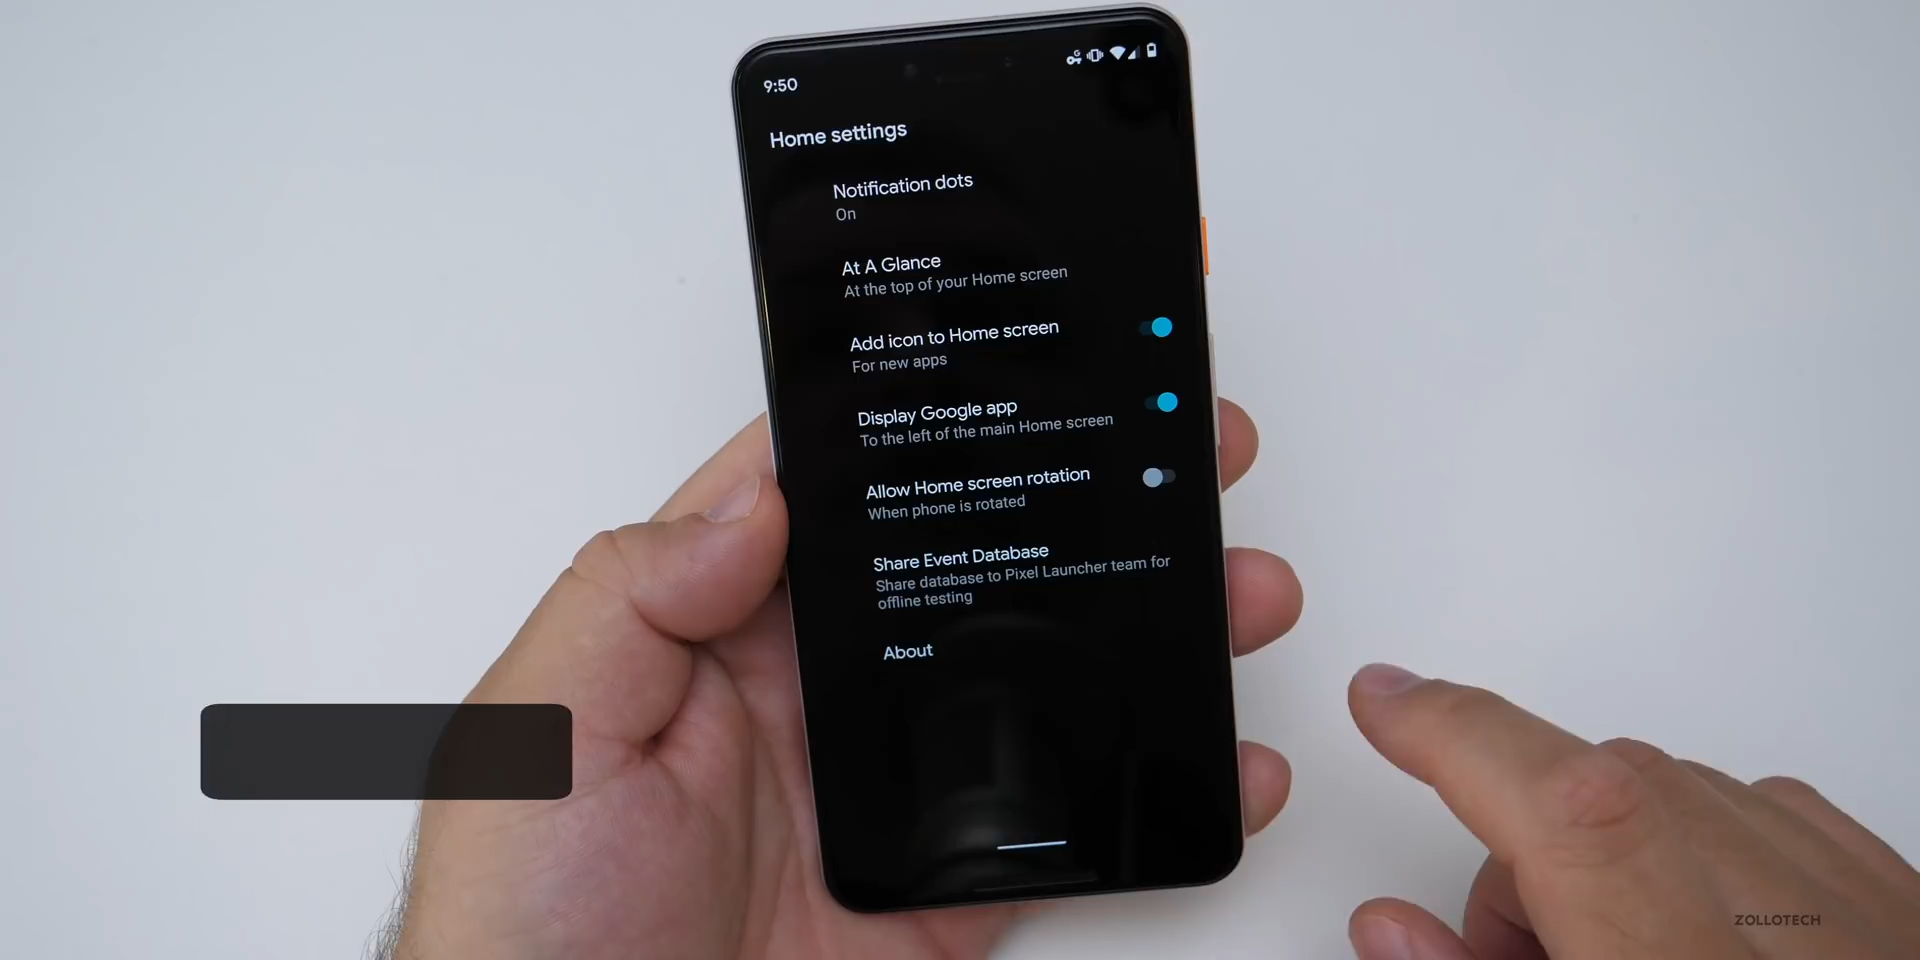 9:50
Home settings
Notification dots
On
At A Glance
At the top of your Home screen
Add icon to Home screen
For new apps
Display Google app
To the left of the main Home screen
Allow Home screen rotation
When phone is rotated
Share Event Database
Share database to Pixel Launcher team for
offline testing
About
ZOLLOTECH